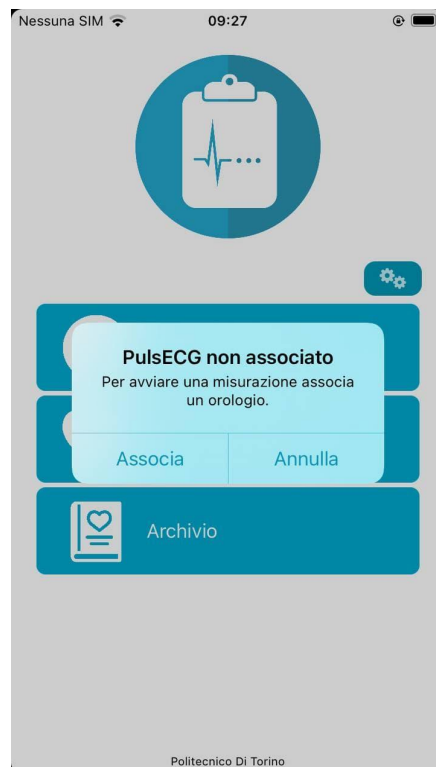 Nessuna SIM 09:27
PulsECG non associato
Per avviare una misurazione associa
un orologio.
Associa Annulla
Archivio
Politecnico Di Torino